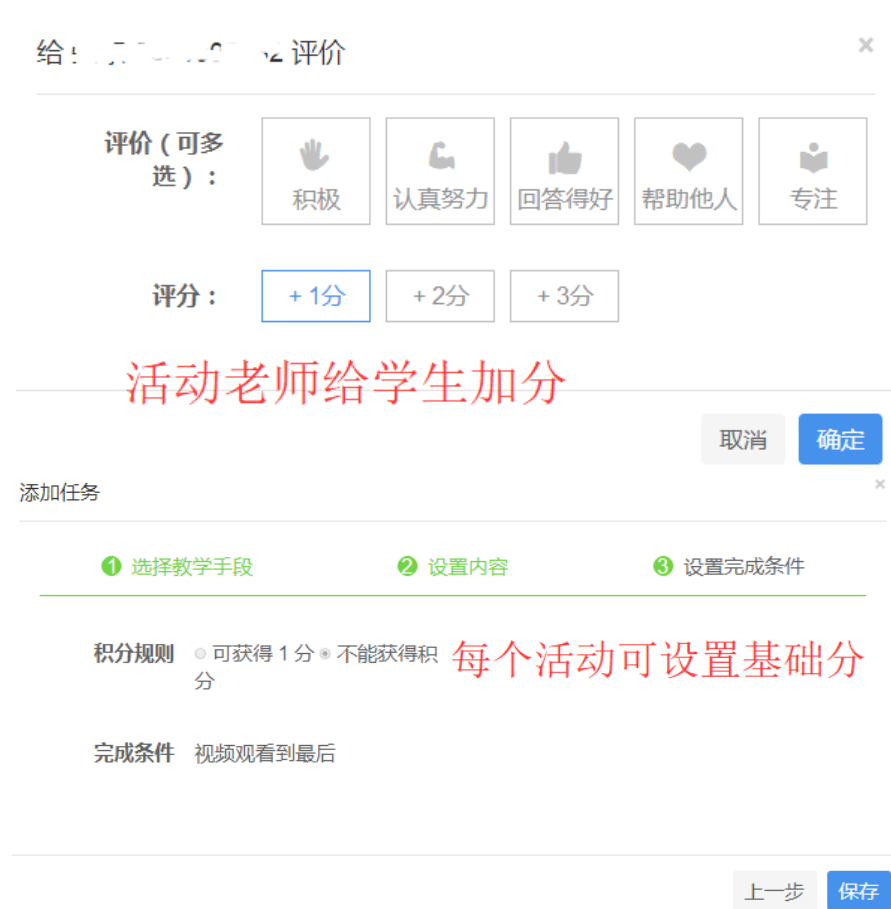 给 2 评价
评价（可多
选）：
积极 认真努力 回答得好 帮助他人 专注
评分： + 1分 + 2分 + 3分
活动老师给学生加分
取消 确定
添加任务
1 选择教学手段 2 设置内容 3 设置完成条件
积分规则 可获得 1 分 不能获得积
分
每个活动可设置基础分
完成条件 视频观看到最后
上一步 保存